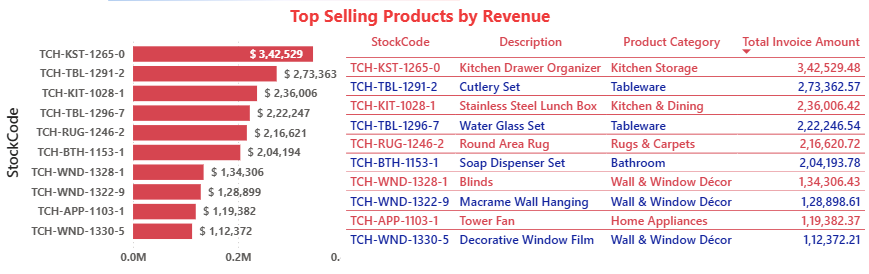 Top Selling Products by Revenue
StockCode
TCH-KST-1265-0 $ 3,42,529
TCH-TBL-1291-2 $ 2,73,363
TCH-KIT-1028-1 $ 2,36,006
TCH-TBL-1296-7 $ 2,22,247
TCH-RUG-1246-2 $ 2,16,621
TCH-BTH-1153-1 $ 2,04,194
TCH-WND-1328-1 $ 1,34,306
TCH-WND-1322-9 $ 1,28,899
TCH-APP-1103-1 $ 1,19,382
TCH-WND-1330-5 $ 1,12,372
0.0M 0.2M 0.
StockCode Description Product Category Total Invoice Amount
TCH-KST-1265-0 Kitchen Drawer Organizer Kitchen Storage 3,42,529.48
TCH-TBL-1291-2 Cutlery Set Tableware 2,73,362.57
TCH-KIT-1028-1 Stainless Steel Lunch Box Kitchen & Dining 2,36,006.42
TCH-TBL-1296-7 Water Glass Set Tableware 2,22,246.54
TCH-RUG-1246-2 Round Area Rug Rugs & Carpets 2,16,620.72
TCH-BTH-1153-1 Soap Dispenser Set Bathroom 2,04,193.78
TCH-WND-1328-1 Blinds Wall & Window Décor 1,34,306.43
TCH-WND-1322-9 Macrame Wall Hanging Wall & Window Décor 1,28,898.61
TCH-APP-1103-1 Tower Fan Home Appliances 1,19,382.37
TCH-WND-1330-5 Decorative Window Film Wall & Window Décor 1,12,372.21